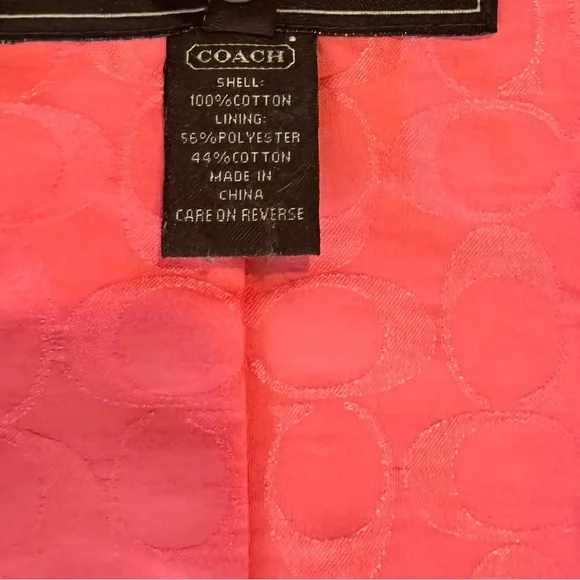 COACH
SHELL:
100%COTTON
LINING:
56%POLYESTER
44%COTTON
MADE IN
CHINA
CARE ON REVERSE